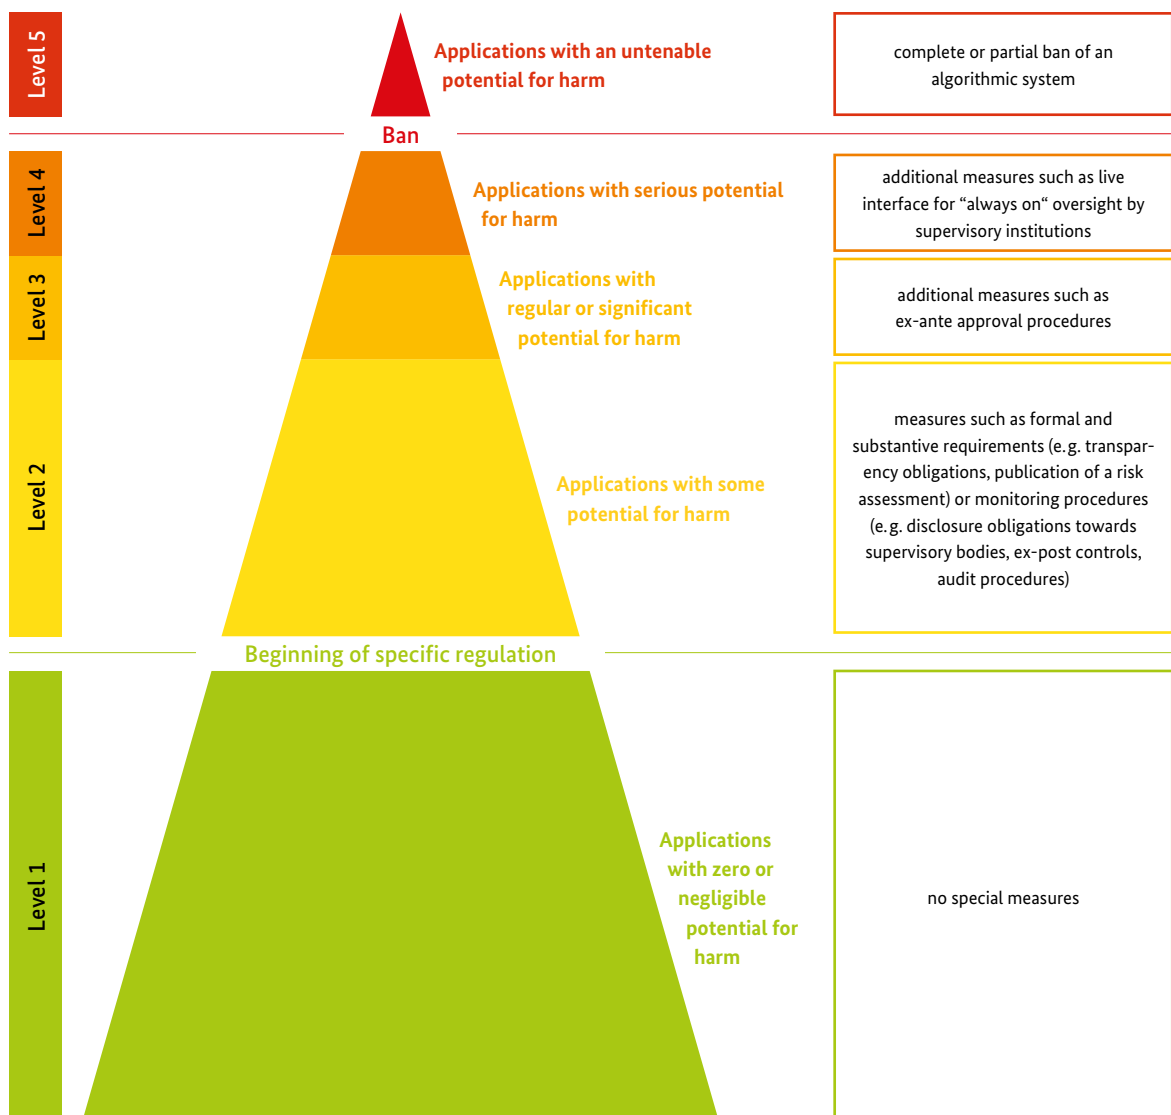 Level 5
Applications with an untenable
potential for harm
complete or partial ban of an
algorithmic system
Ban
Level 4
Applications with serious potential
for harm
additional measures such as live
interface for “always on“ oversight by
supervisory institutions
Level 3
Applications with
regular or significant
potential for harm
additional measures such as
ex-ante approval procedures
Level 2
Applications with some
potential for harm
measures such as formal and
substantive requirements (e. g. transpar-
ency obligations, publication of a risk
assessment) or monitoring procedures
(e. g. disclosure obligations towards
supervisory bodies, ex-post controls,
audit procedures)
Beginning of specific regulation
Level 1
Applications
with zero or
negligible
potential for
harm
no special measures